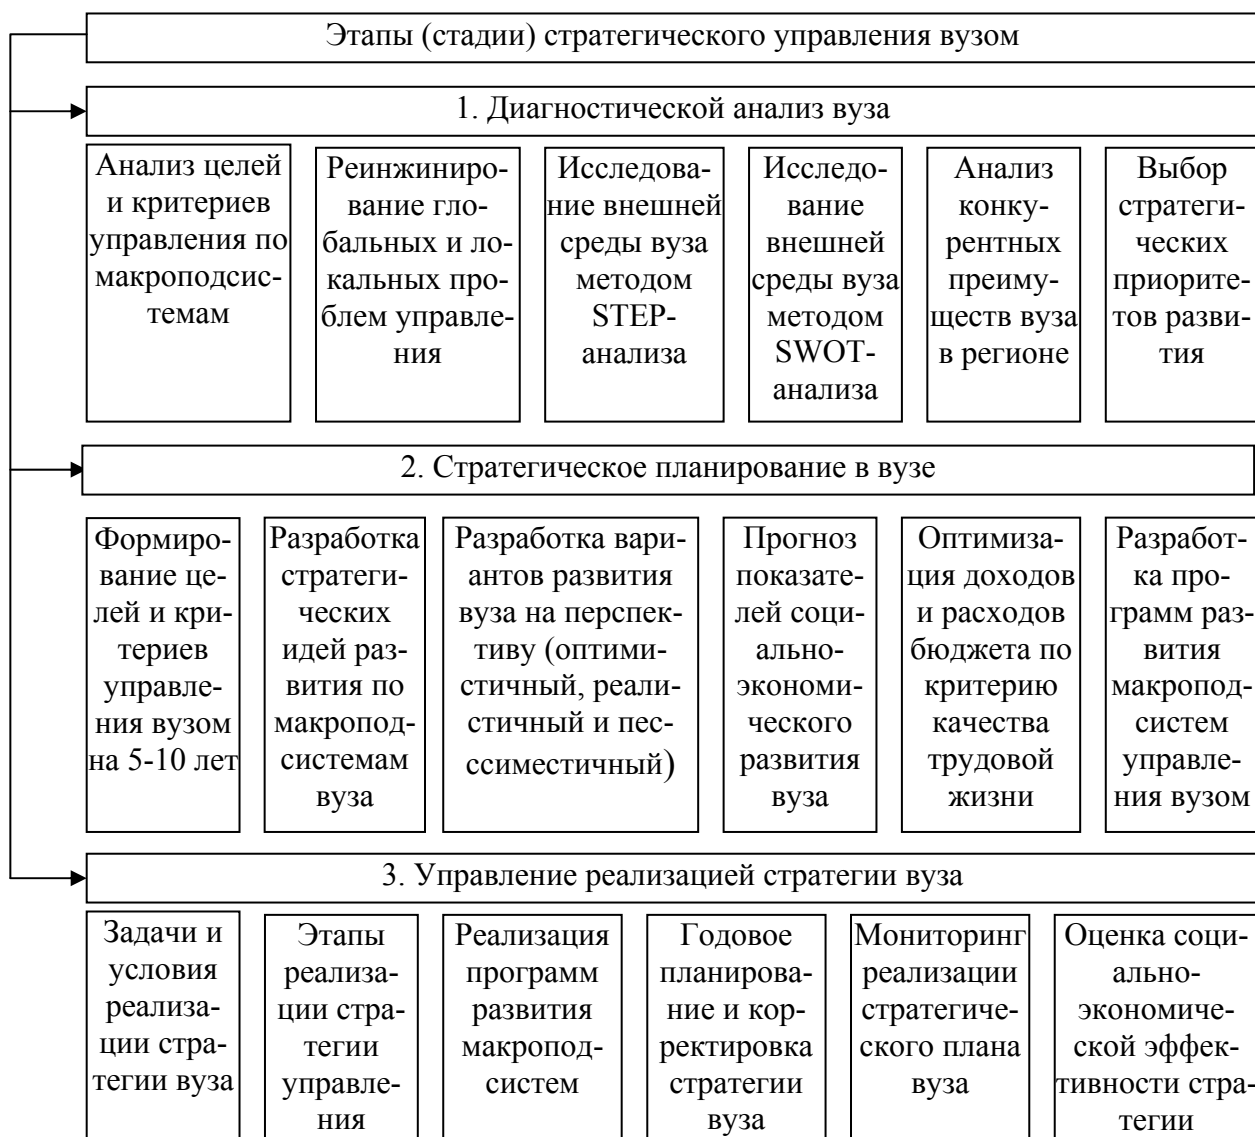 Этапы (стадии) стратегического управления вузом
1. Диагностической анализ вуза
Анализ целей
и критериев
управления по
макроподсис-
темам
Реинжиниро-
вание гло-
бальных и ло-
кальных про-
блем управле-
ния
Исследова-
ние внешней
среды вуза
методом
STEP-
анализа
Исследо-
вание
внешней
среды вуза
методом
SWOT-
анализа
Анализ
конку-
рентных
преиму-
ществ вуза
в регионе
Выбор
стратеги-
ческих
приорите-
тов разви-
тия
2. Стратегическое планирование в вузе
Формиро-
вание це-
лей и кри-
териев
управле-
ния вузом
на 5-10 лет
Разработка
стратеги-
ческих
идей раз-
вития по
макропод-
системам
вуза
Разработка вари-
антов развития
вуза на перспек-
тиву (оптими-
стичный, реали-
стичный и пес-
ссиместичный)
Прогноз
показате-
лей соци-
ально-
экономи-
ческого
развития
вуза
Оптимиза-
ция доходов
и расходов
бюджета по
критерию
качества
трудовой
жизни
Разработ-
ка про-
грамм раз-
вития
макропод-
систем
управле-
ния вузом
3. Управление реализацией стратегии вуза
Задачи и
условия
реализа-
ции стра-
тегии вуза
Этапы
реализа-
ции стра-
тегии
управле-
ния
Реализация
программ
развития
макропод-
систем
Годовое
планирова-
ние и кор-
ректировка
стратегии
вуза
Мониторинг
реализации
стратегиче-
ского плана
вуза
Оценка соци-
ально-
экономиче-
ской эффек-
тивности стра-
тегии